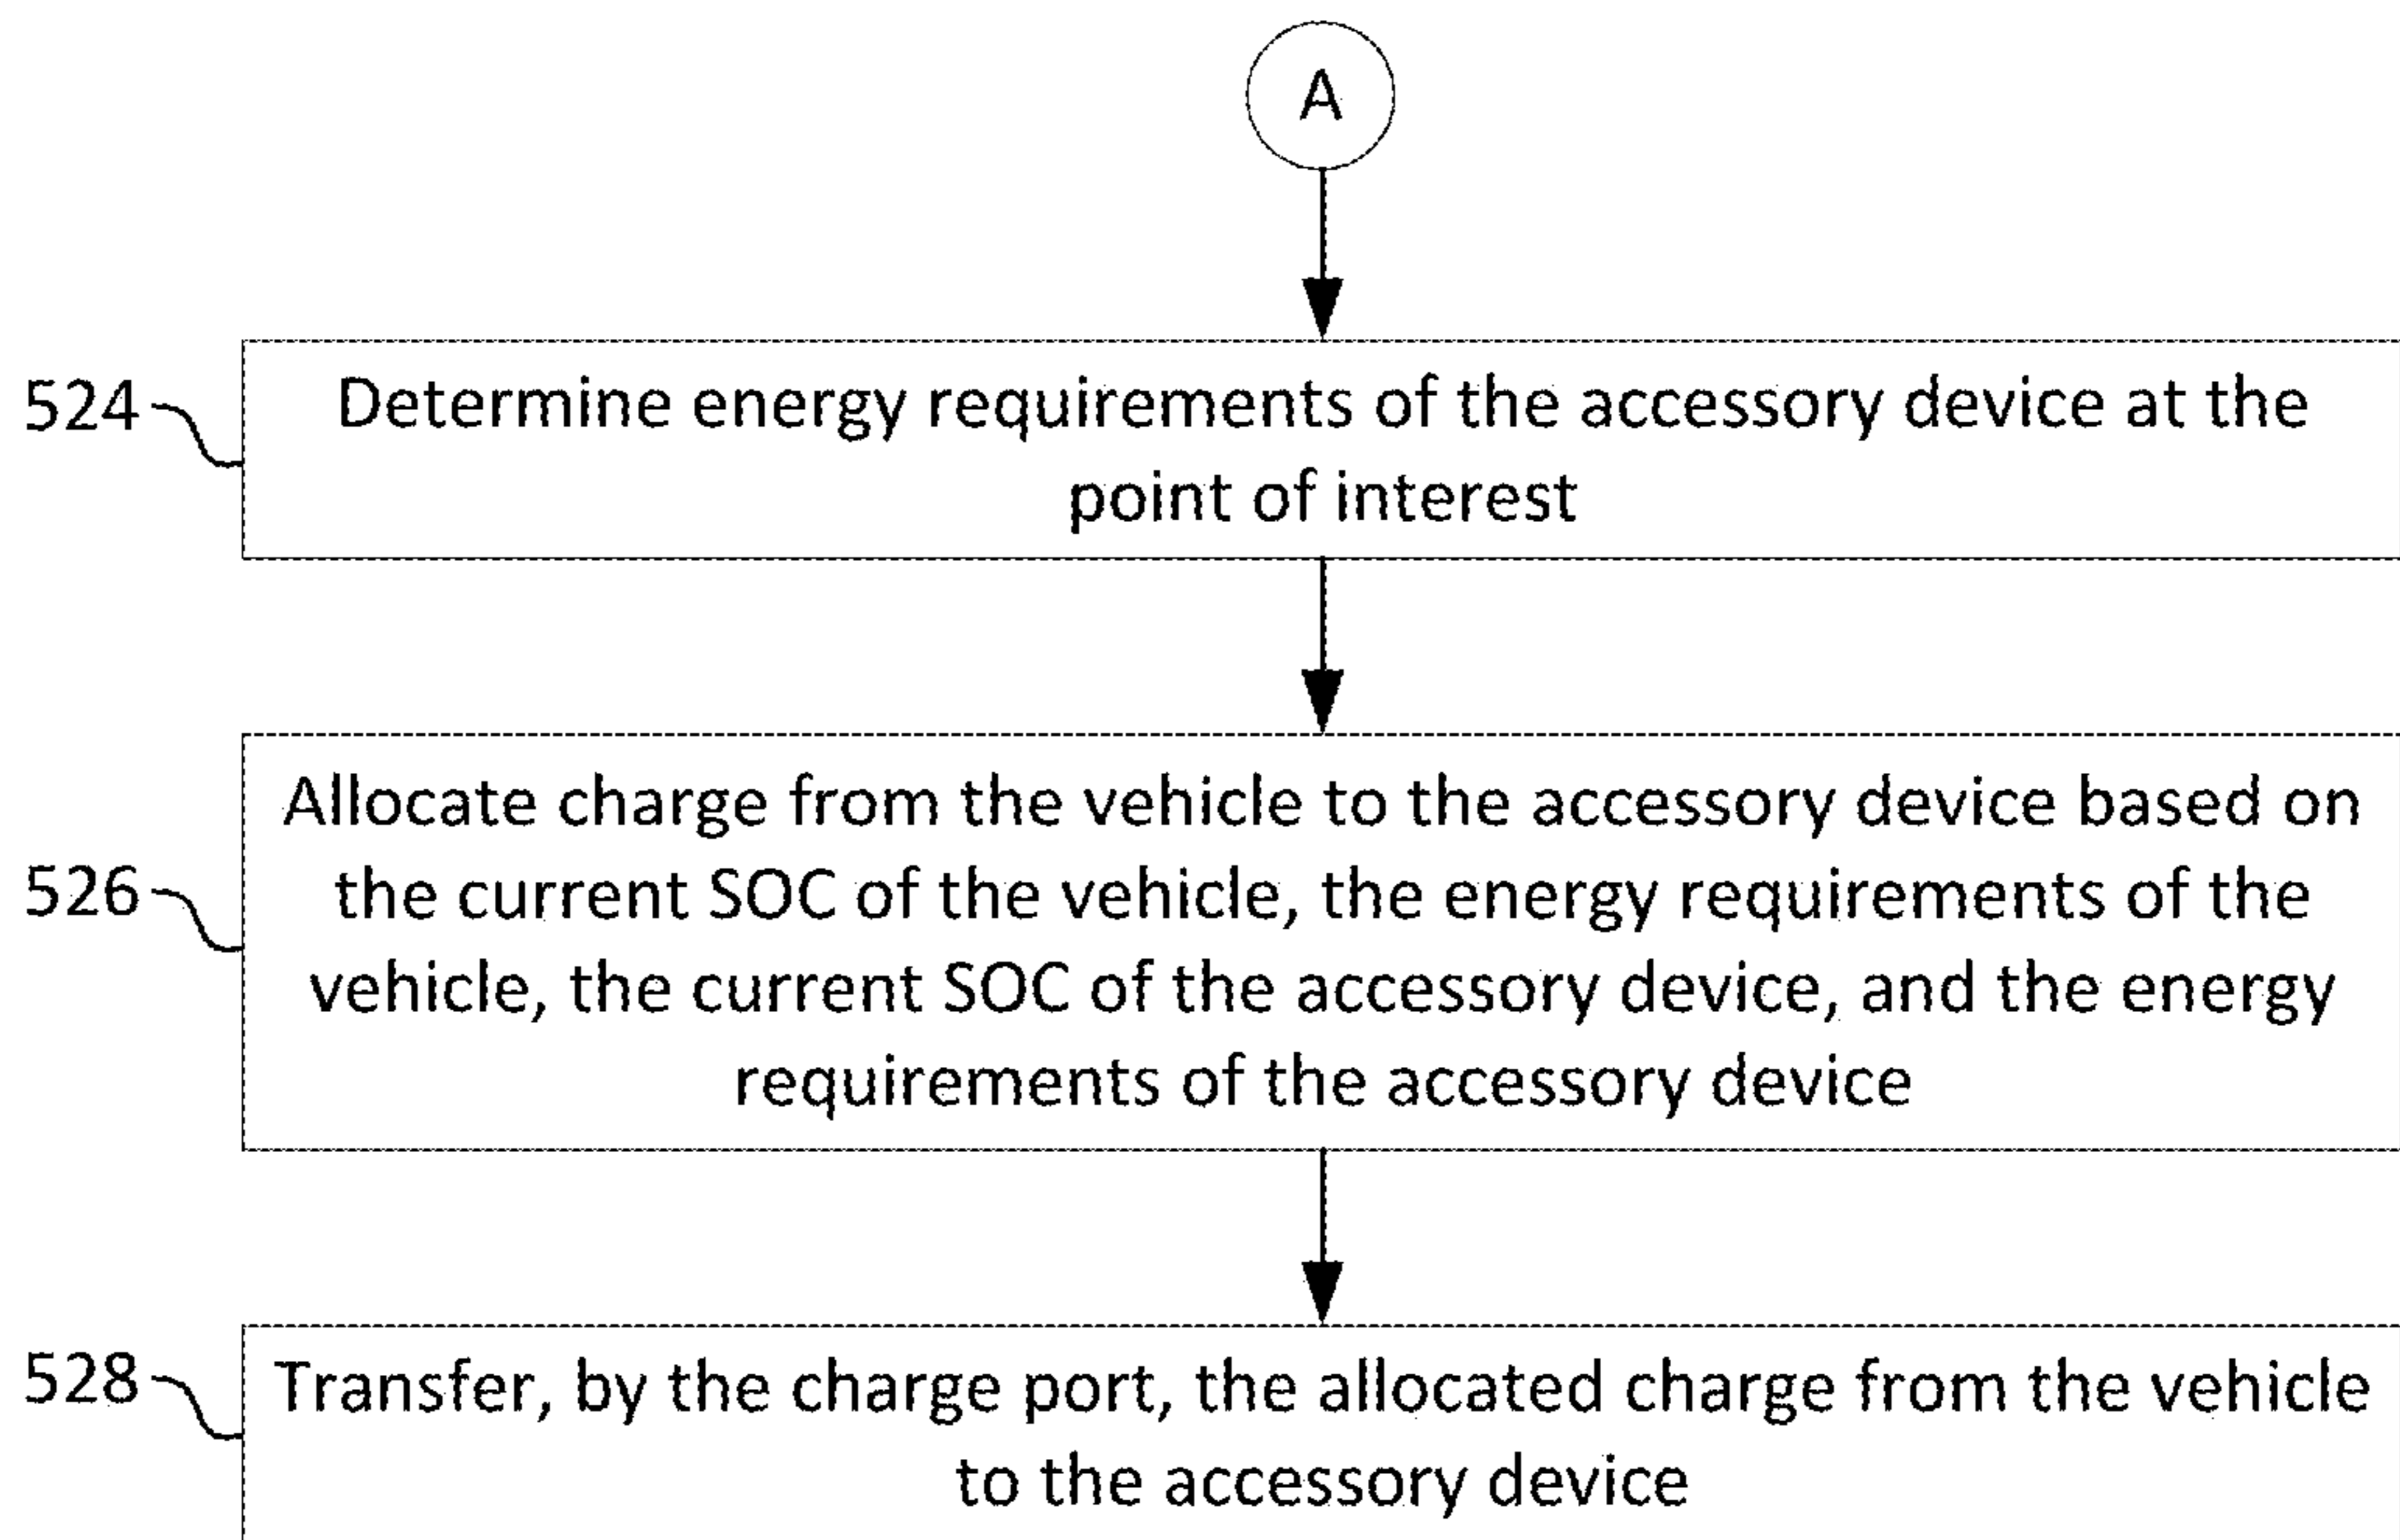 A
524
Determine energy requirements of the accessory device at the
point of interest
526
Allocate charge from the vehicle to the accessory device based on
the current SOC of the vehicle, the energy requirements of the
vehicle, the current SOC of the accessory device, and the energy
requirements of the accessory device
528
Transfer, by the charge port, the allocated charge from the vehicle
to the accessory device